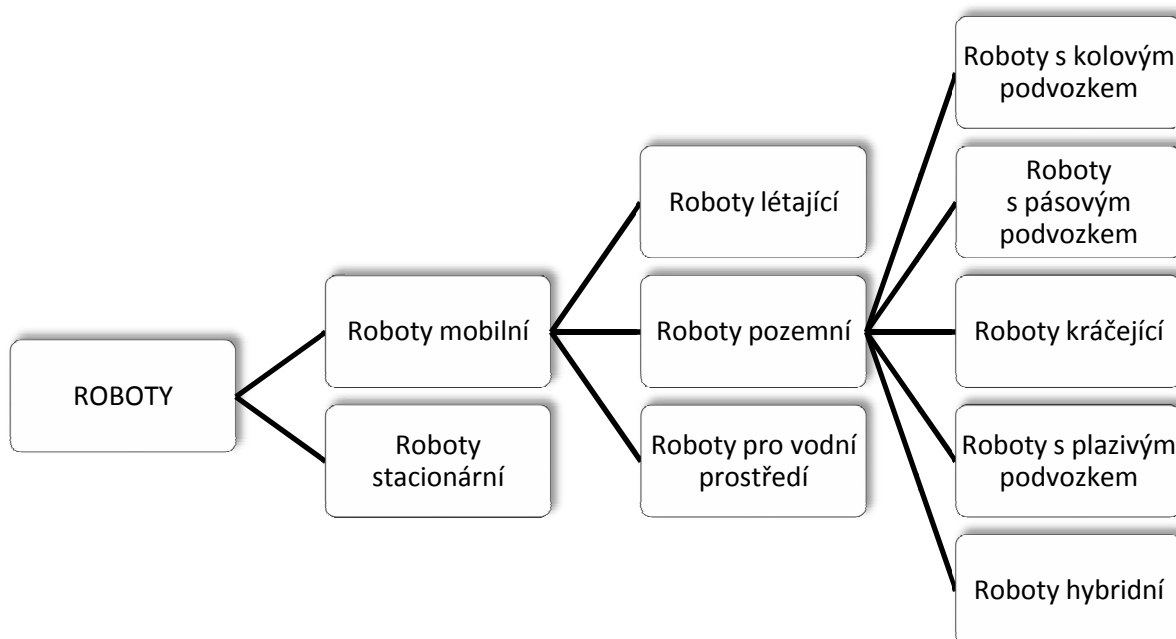 ROBOTY
Roboty mobilní
Roboty
stacionární
Roboty létající
Roboty pozemní
Roboty pro vodní
prostředí
Roboty s kolovým
podvozkem
Roboty
s pásovým
podvozkem
Roboty kráčející
Roboty s plazivým
podvozkem
Roboty hybridní